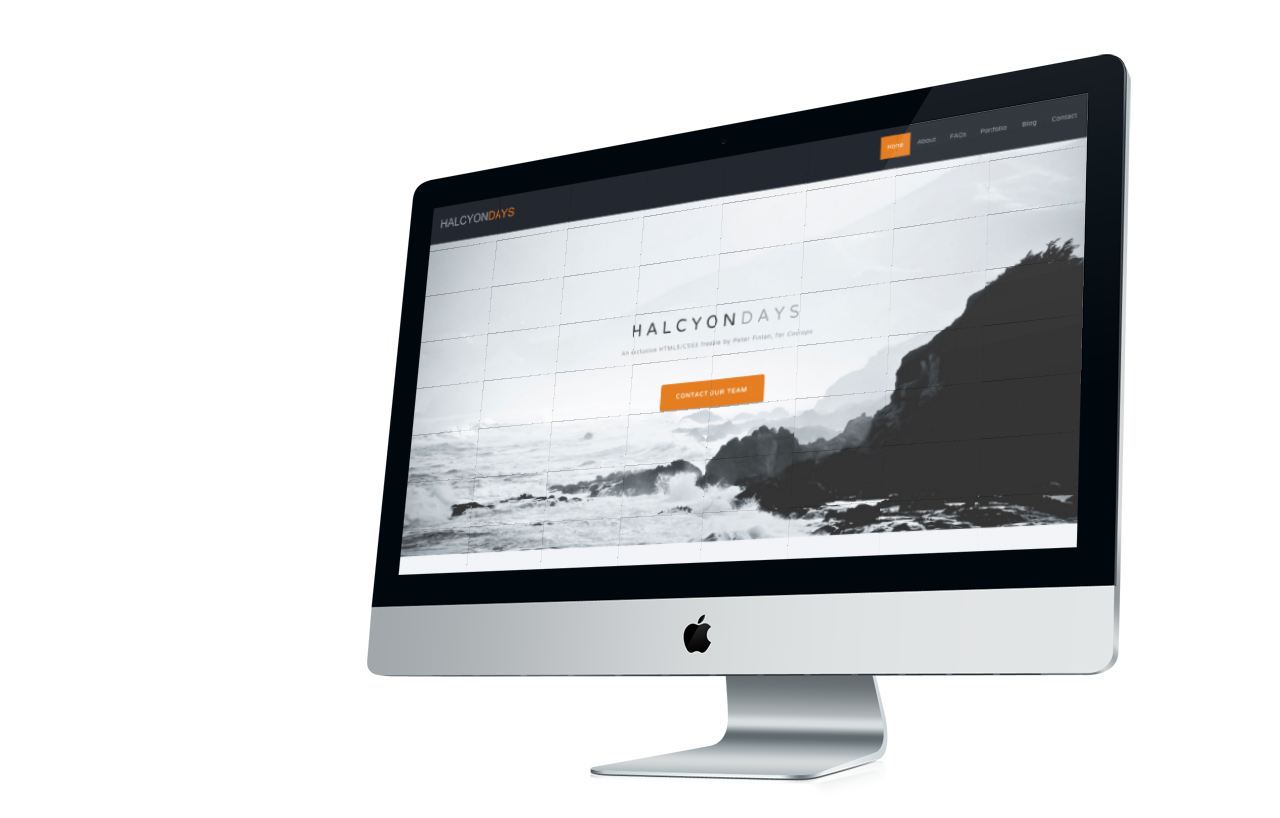 HALCYONDAYS
Home About FAQs Portfolio Blog Contact
HALCYONDAYS
An exclusive HTML5/CSS3 freebie by Peter Finlan, for Codrops
CONTACT OUR TEAM